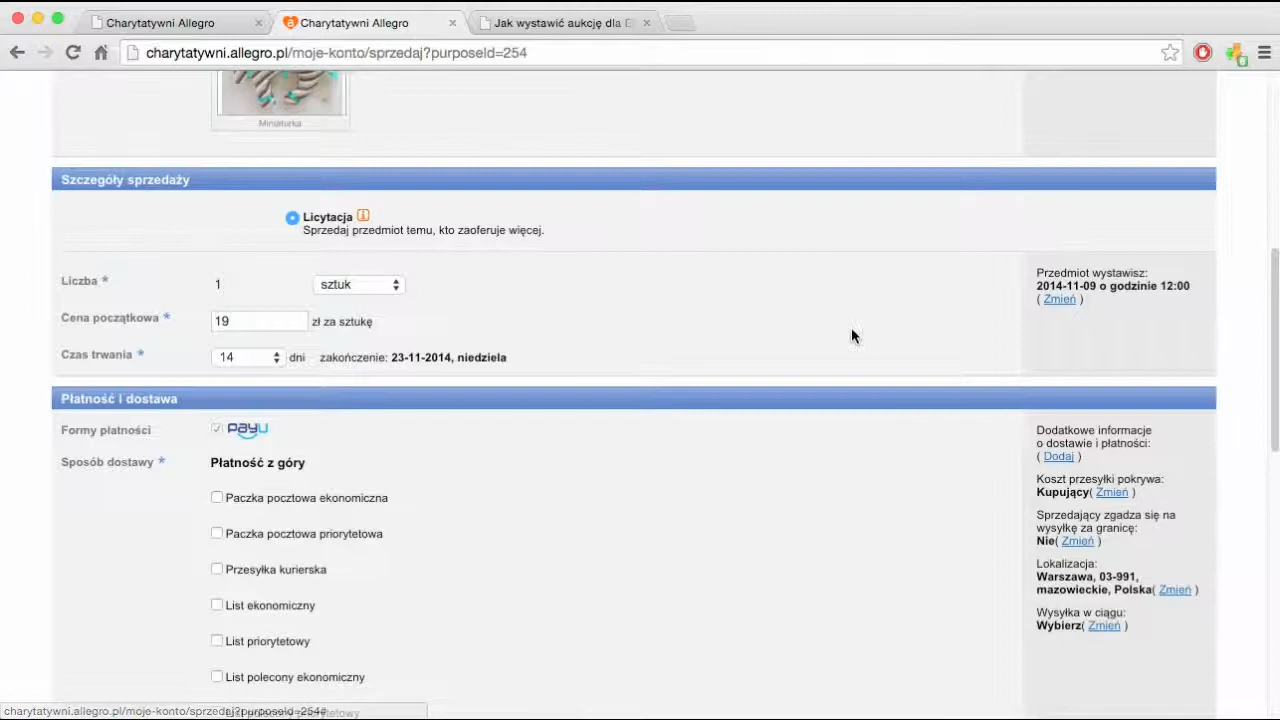 Charytatywni Allegro
Charytatywni Allegro
Jak wystawić aukcję dla
charytatywni.allegro.pl/moje-konto/sprzedaj?purposeId=254
Miniaturka
Szczegóły sprzedaży
Licytacja
Sprzedaj przedmiot temu, kto zaoferuje więcej.
Liczba *
1
sztuk
Cena początkowa *
19
zł za sztukę
Czas trwania *
14
dni
zakończenie: 23-11-2014, niedziela
Przedmiot wystawisz:
2014-11-09 o godzinie 12:00
( Zmień )
Płatność i dostawa
Formy płatności
PayU
Sposób dostawy *
Płatność z góry
Paczka pocztowa ekonomiczna
Paczka pocztowa priorytetowa
Przesyłka kurierska
List ekonomiczny
List priorytetowy
List polecony ekonomiczny
Dodatkowe informacje
o dostawie i płatności:
( Dodaj )
Koszt przesyłki pokrywa:
Kupujący( Zmień )
Sprzedający zgadza się na
wysyłkę za granicę:
Nie( Zmień )
Lokalizacja:
Warszawa, 03-991,
mazowieckie, Polska( Zmień )
Wysyłka w ciągu:
Wybierz( Zmień )
charytatywni.allegro.pl/moje-konto/sprzedaj?purposeId=254#